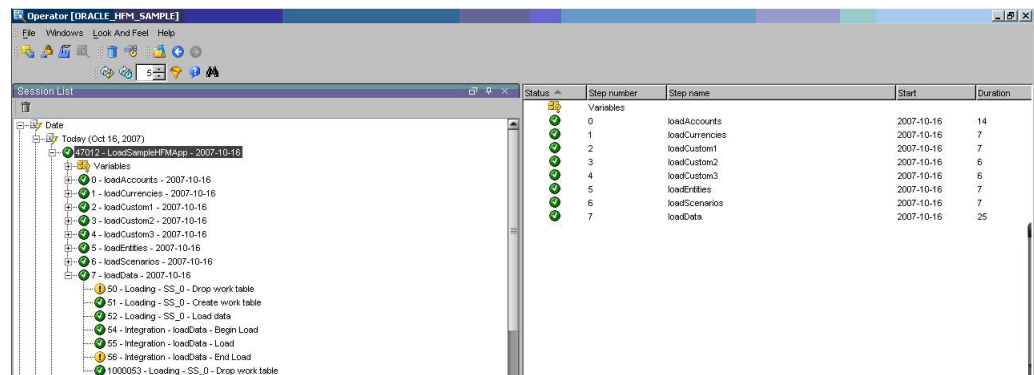 Operator [ORACLE_HFM_SAMPLE]
File Windows Look And Feel Help
5
Session List
Date
Today (Oct 16, 2007)
47012 - LoadSampleHFMApp - 2007-10-16
Variables
0 - loadAccounts - 2007-10-16
1 - loadCurrencies - 2007-10-16
2 - loadCustom1 - 2007-10-16
3 - loadCustom2 - 2007-10-16
4 - loadCustom3 - 2007-10-16
5 - loadEntities - 2007-10-16
6 - loadScenarios - 2007-10-16
7 - loadData - 2007-10-16
50 - Loading - SS_0 - Drop work table
51 - Loading - SS_0 - Create work table
52 - Loading - SS_0 - Load data
54 - Integration - loadData - Begin Load
55 - Integration - loadData - Load
56 - Integration - loadData - End Load
1000053 - Loading - SS_0 - Drop work table
Status Step number Step name Start Duration
Variables
0 loadAccounts 2007-10-16 14
1 loadCurrencies 2007-10-16 7
2 loadCustom1 2007-10-16 7
3 loadCustom2 2007-10-16 6
4 loadCustom3 2007-10-16 6
5 loadEntities 2007-10-16 7
6 loadScenarios 2007-10-16 7
7 loadData 2007-10-16 25